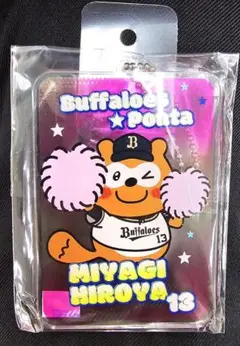 Buffaloes
★Ponta
B
Buffaloes
13
MIYAGI
HIROYA 13